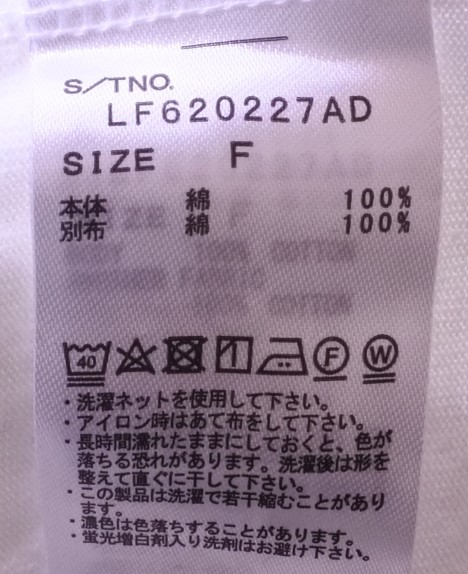 S/TNO.
LF620227AD
SIZE F
本体 綿 100%
別布 綿 100%
40 F W
・洗濯ネットを使用して下さい。
・アイロン時はあて布をして下さい。
・長時間濡れたままにしておくと、色が
落ちる恐れがあります。洗濯後は形を
整えて直ぐに干して下さい。
・この製品は洗濯で若干縮むことがあり
ます。
・濃色は色落ちすることがあります。
・蛍光増白剤入り洗剤はお避け下さい。